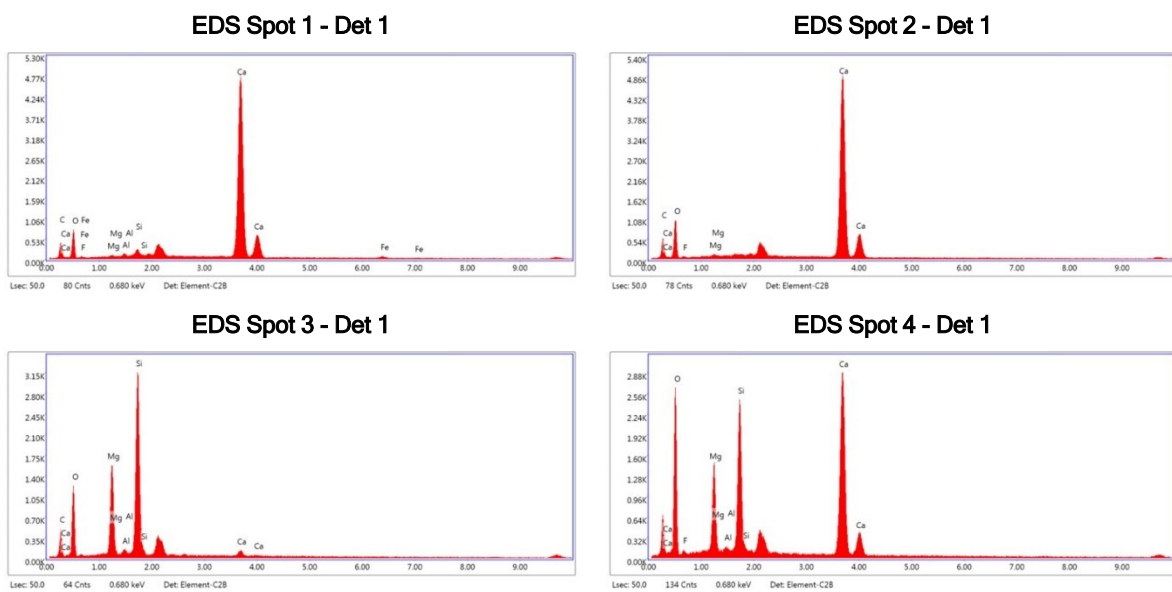 EDS Spot 1 - Det 1
5.30K
4.77K
4.24K
3.71K
3.18K
2.65K
2.12K
1.59K
1.06K
0.53K
0.00K
Ca
C O Fe
Ca Fe
Ca F
Mg Al Si
Mg Al Si
Ca
Fe Fe
0.00 1.00 2.00 3.00 4.00 5.00 6.00 7.00 8.00 9.00
Lsec: 50.0 80 Cnts 0.680 keV Det: Element-C2B
EDS Spot 2 - Det 1
5.40K
4.86K
4.32K
3.78K
3.24K
2.70K
2.16K
1.62K
1.08K
0.54K
0.00K
Ca
C O
Ca
Ca F
Mg
Mg
Ca
0.00 1.00 2.00 3.00 4.00 5.00 6.00 7.00 8.00 9.00
Lsec: 50.0 78 Cnts 0.680 keV Det: Element-C2B
EDS Spot 3 - Det 1
3.15K
2.80K
2.45K
2.10K
1.75K
1.40K
1.05K
0.70K
0.35K
0.00K
Si
Mg
O
C
Ca
Ca
Mg Al
Al Si
Ca Ca
0.00 1.00 2.00 3.00 4.00 5.00 6.00 7.00 8.00 9.00
Lsec: 50.0 64 Cnts 0.680 keV Det: Element-C2B
EDS Spot 4 - Det 1
2.88K
2.56K
2.24K
1.92K
1.60K
1.28K
0.96K
0.64K
0.32K
0.00K
Ca
O
Si
Mg
Mg Al
Ca
Ca F
Al Si
Ca
0.00 1.00 2.00 3.00 4.00 5.00 6.00 7.00 8.00 9.00
Lsec: 50.0 134 Cnts 0.680 keV Det: Element-C2B